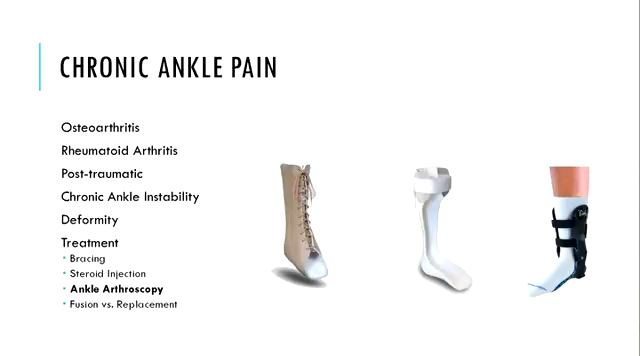 CHRONIC ANKLE PAIN
Osteoarthritis
Rheumatoid Arthritis
Post-traumatic
Chronic Ankle Instability
Deformity
Treatment
Bracing
Steroid Injection
Ankle Arthroscopy
Fusion vs. Replacement